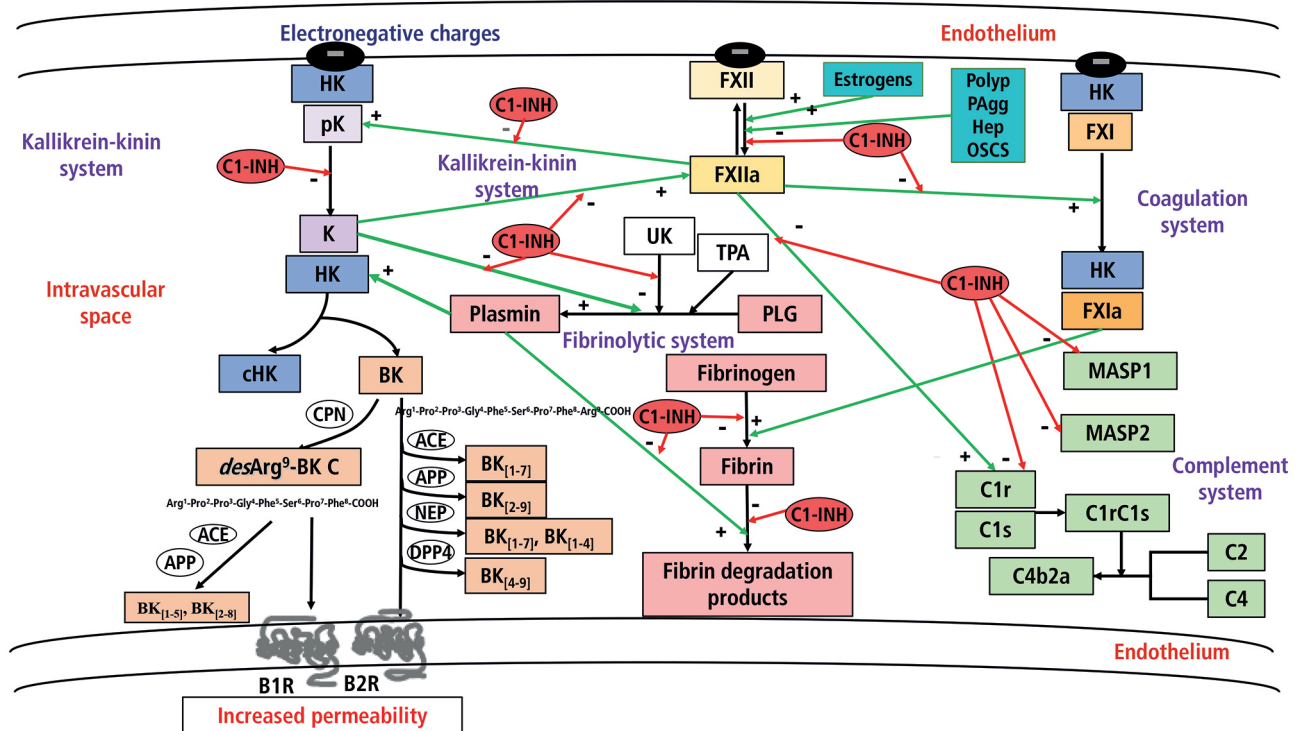 Electronegative charges
Endothelium
HK
pK
+
C1-INH
-
Kallikrein-kinin
system
C1-INH
-
Kallikrein-kinin
system
FXII
Estrogens
+
+
Polyp
PAgg
Hep
OSCS
-
C1-INH
FXIIa
-
+
HK
FXI
+
Coagulation
system
K
HK
+
C1-INH
-
-
-
UK
TPA
+
Plasmin
PLG
Fibrinolytic system
Intravascular
space
-
C1-INH
HK
FXIa
-
MASP1
-
MASP2
cHK
BK
Fibrinogen
CPN
Arg1-Pro2-Pro3-Gly4-Phe5-Ser6-Pro7-Phe8-Arg9-COOH
C1-INH
-
-
+
Fibrin
ACE
BK[1-7]
APP
BK[2-9]
NEP
BK[1-7], BK[1-4]
DPP4
BK[4-9]
desArg9-BK C
Arg1-Pro2-Pro3-Gly4-Phe5-Ser6-Pro7-Phe8-COOH
ACE
APP
BK[1-5], BK[2-8]
-
C1-INH
+
Fibrin degradation
products
+
-
Complement
system
C1r
C1s
C1rC1s
C4b2a
C2
C4
Endothelium
B1R
B2R
Increased permeability